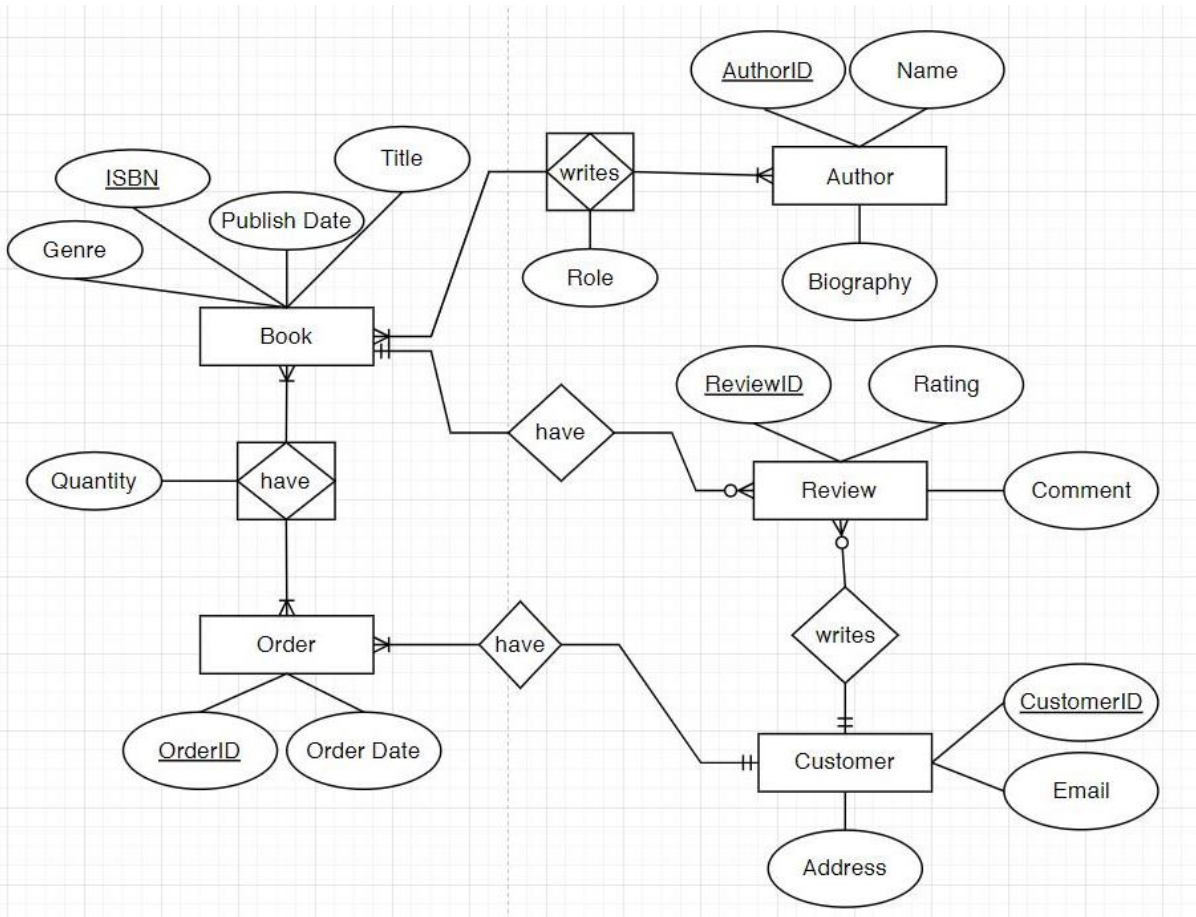 AuthorID
Name
Title
ISBN
writes
Author
Publish Date
Genre
Role
Biography
Book
ReviewID
Rating
have
Quantity
have
Review
Comment
writes
Order
have
CustomerID
OrderID
Order Date
Customer
Email
Address